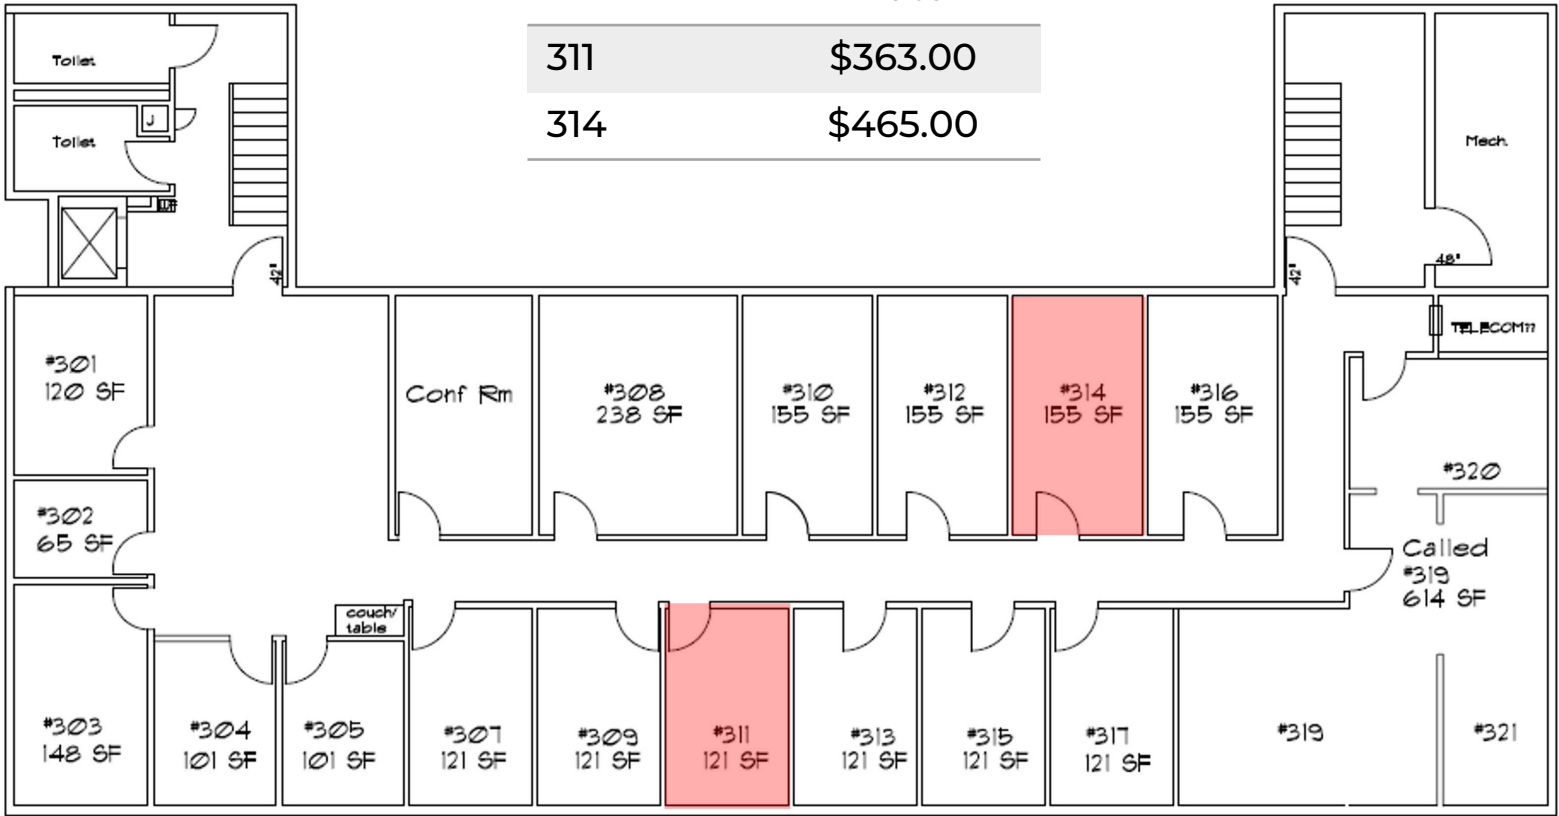 311 $363.00
314 $465.00
Toilet
J
Toilet
Mech.
42"
42"
48"
TELECOM??
#301
120 SF
Conf Rm
#308
238 SF
#310
155 SF
#312
155 SF
#314
155 SF
#316
155 SF
#320
#302
65 SF
Called
#319
614 SF
couch/
table
#303
148 SF
#304
101 SF
#305
101 SF
#307
121 SF
#309
121 SF
#311
121 SF
#313
121 SF
#315
121 SF
#317
121 SF
#319
#321